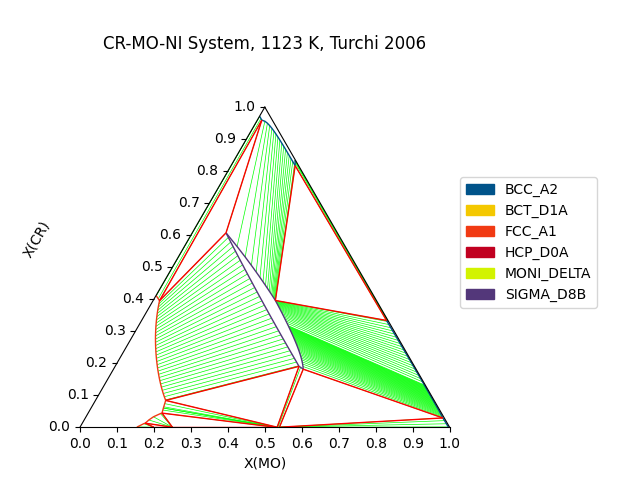 CR-MO-NI System, 1123 K, Turchi 2006
1.0
0.9
0.8
0.7
0.6
0.5
0.4
0.3
0.2
0.1
0.0
X(CR)
0.0 0.1 0.2 0.3 0.4 0.5 0.6 0.7 0.8 0.9 1.0
X(MO)
BCC_A2
BCT_D1A
FCC_A1
HCP_D0A
MONI_DELTA
SIGMA_D8B